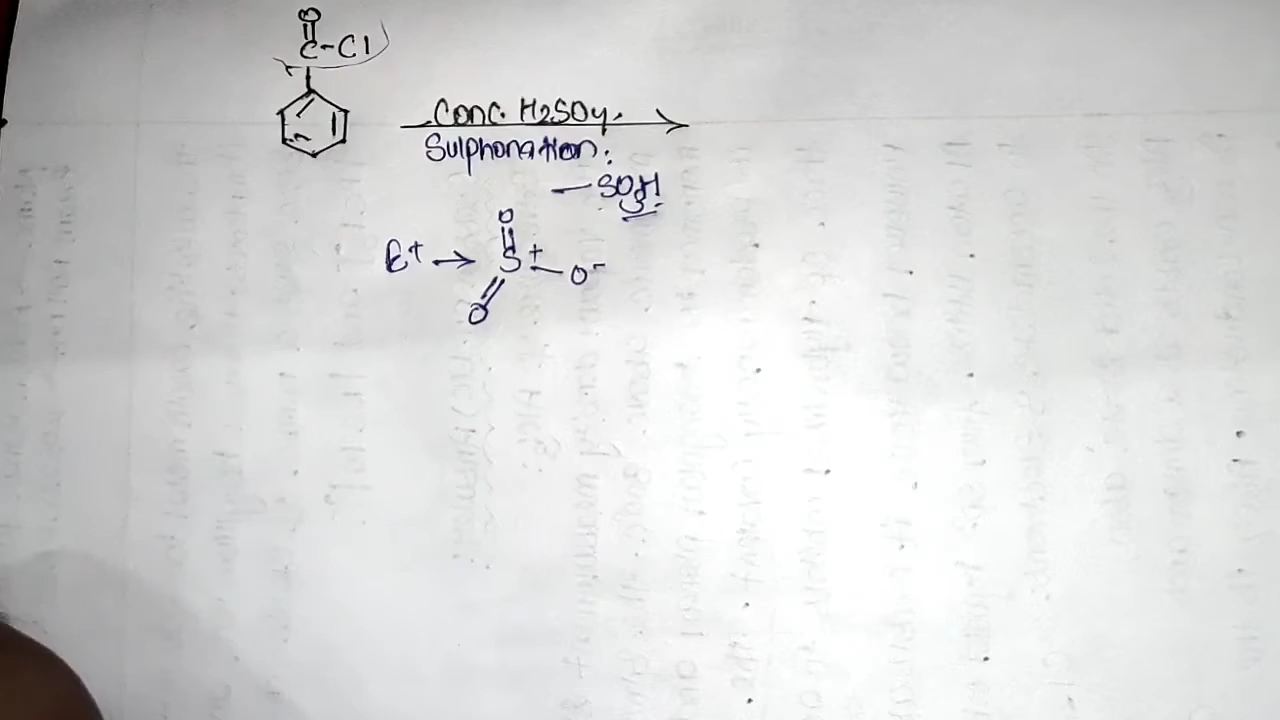 O
C-Cl
Conc. H2SO4.
Sulphonation:
— SO3H
O
E+ → S+ — O-
O